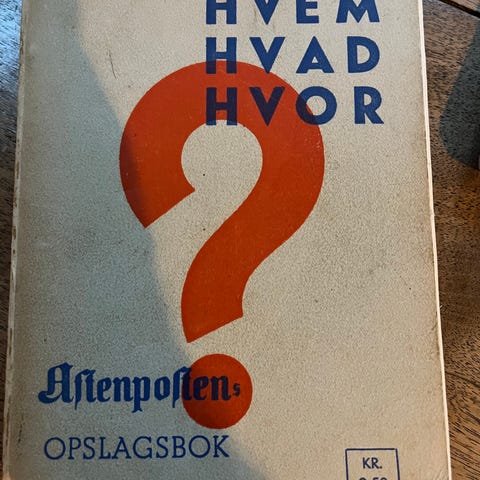 HVEM
HVAD
HVOR
?
Aftenpostens
OPSLAGSBOK
KR.